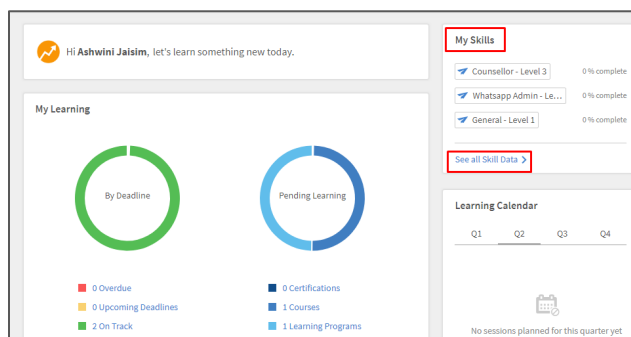 Hi Ashwini Jaisim, let's learn something new today.
My Learning
By Deadline
Pending Learning
0 Overdue
0 Upcoming Deadlines
2 On Track
0 Certifications
1 Courses
1 Learning Programs
My Skills
Counsellor - Level 3 0 % complete
Whatsapp Admin - Le... 0 % complete
General - Level 1 0 % complete
See all Skill Data >
Learning Calendar
Q1 Q2 Q3 Q4
No sessions planned for this quarter yet